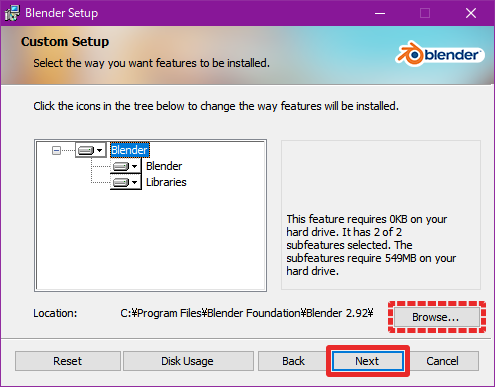 Blender Setup
Custom Setup
Select the way you want features to be installed.
blender
Click the icons in the tree below to change the way features will be installed.
Blender
Blender
Libraries
This feature requires 0KB on your
hard drive. It has 2 of 2
subfeatures selected. The
subfeatures require 549MB on your
hard drive.
Location: C:¥Program Files¥Blender Foundation¥Blender 2.92¥
Browse...
Reset Disk Usage Back Next Cancel